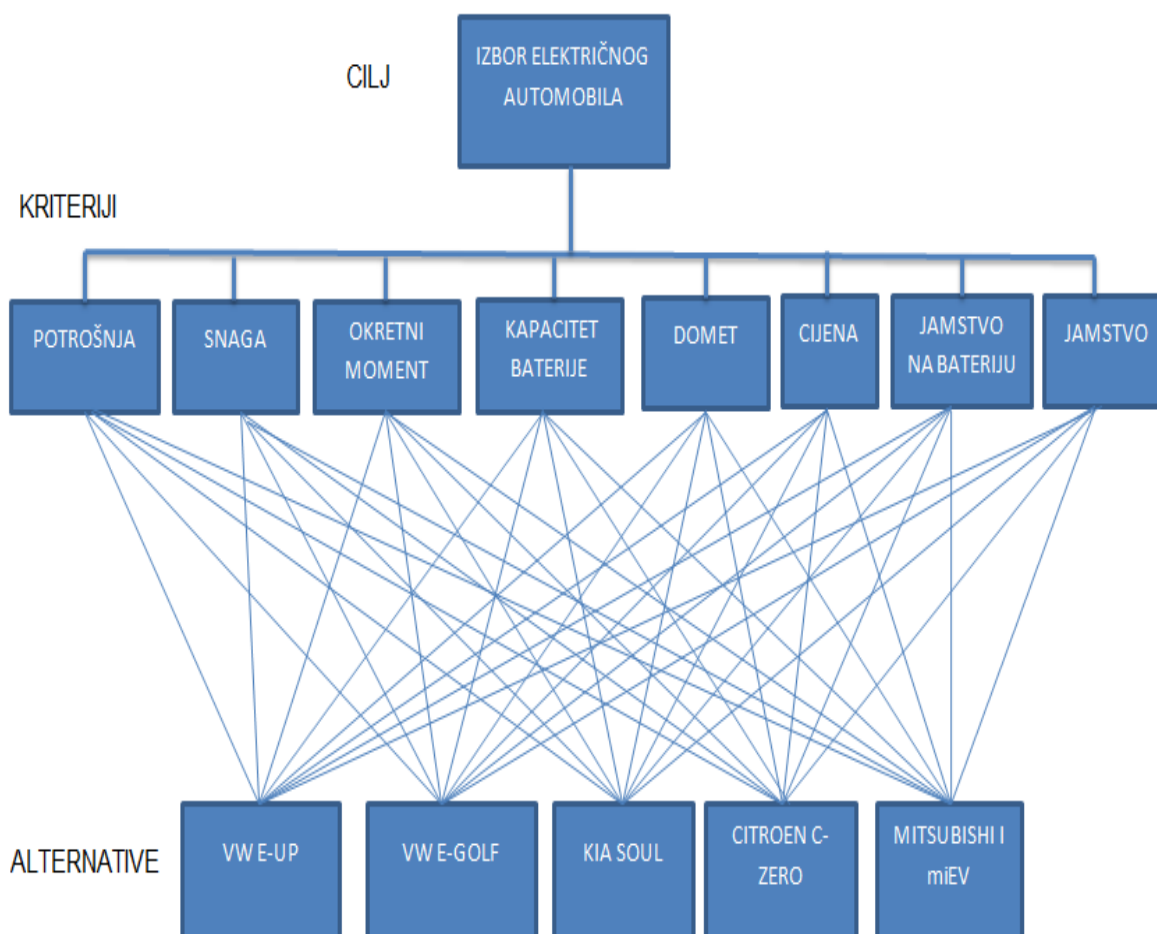 CILJ
IZBOR ELEKTRIČNOG
AUTOMOBILA
KRITERIJI
POTROŠNJA
SNAGA
OKRETNI
MOMENT
KAPACITET
BATERIJE
DOMET
CIJENA
JAMSTVO
NA BATERIJU
JAMSTVO
ALTERNATIVE
VW E-UP
VW E-GOLF
KIA SOUL
CITROEN C-
ZERO
MITSUBISHI I
miEV